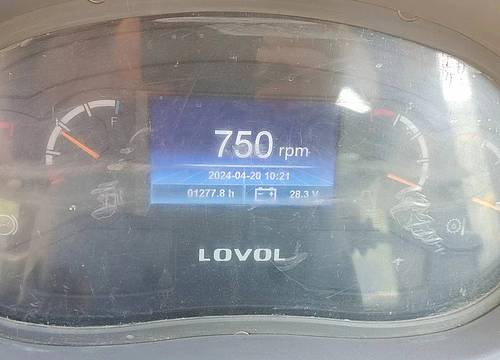 F
750 rpm
2024-04-20 10:21
01277.8 h
28.3 V
LOVOL